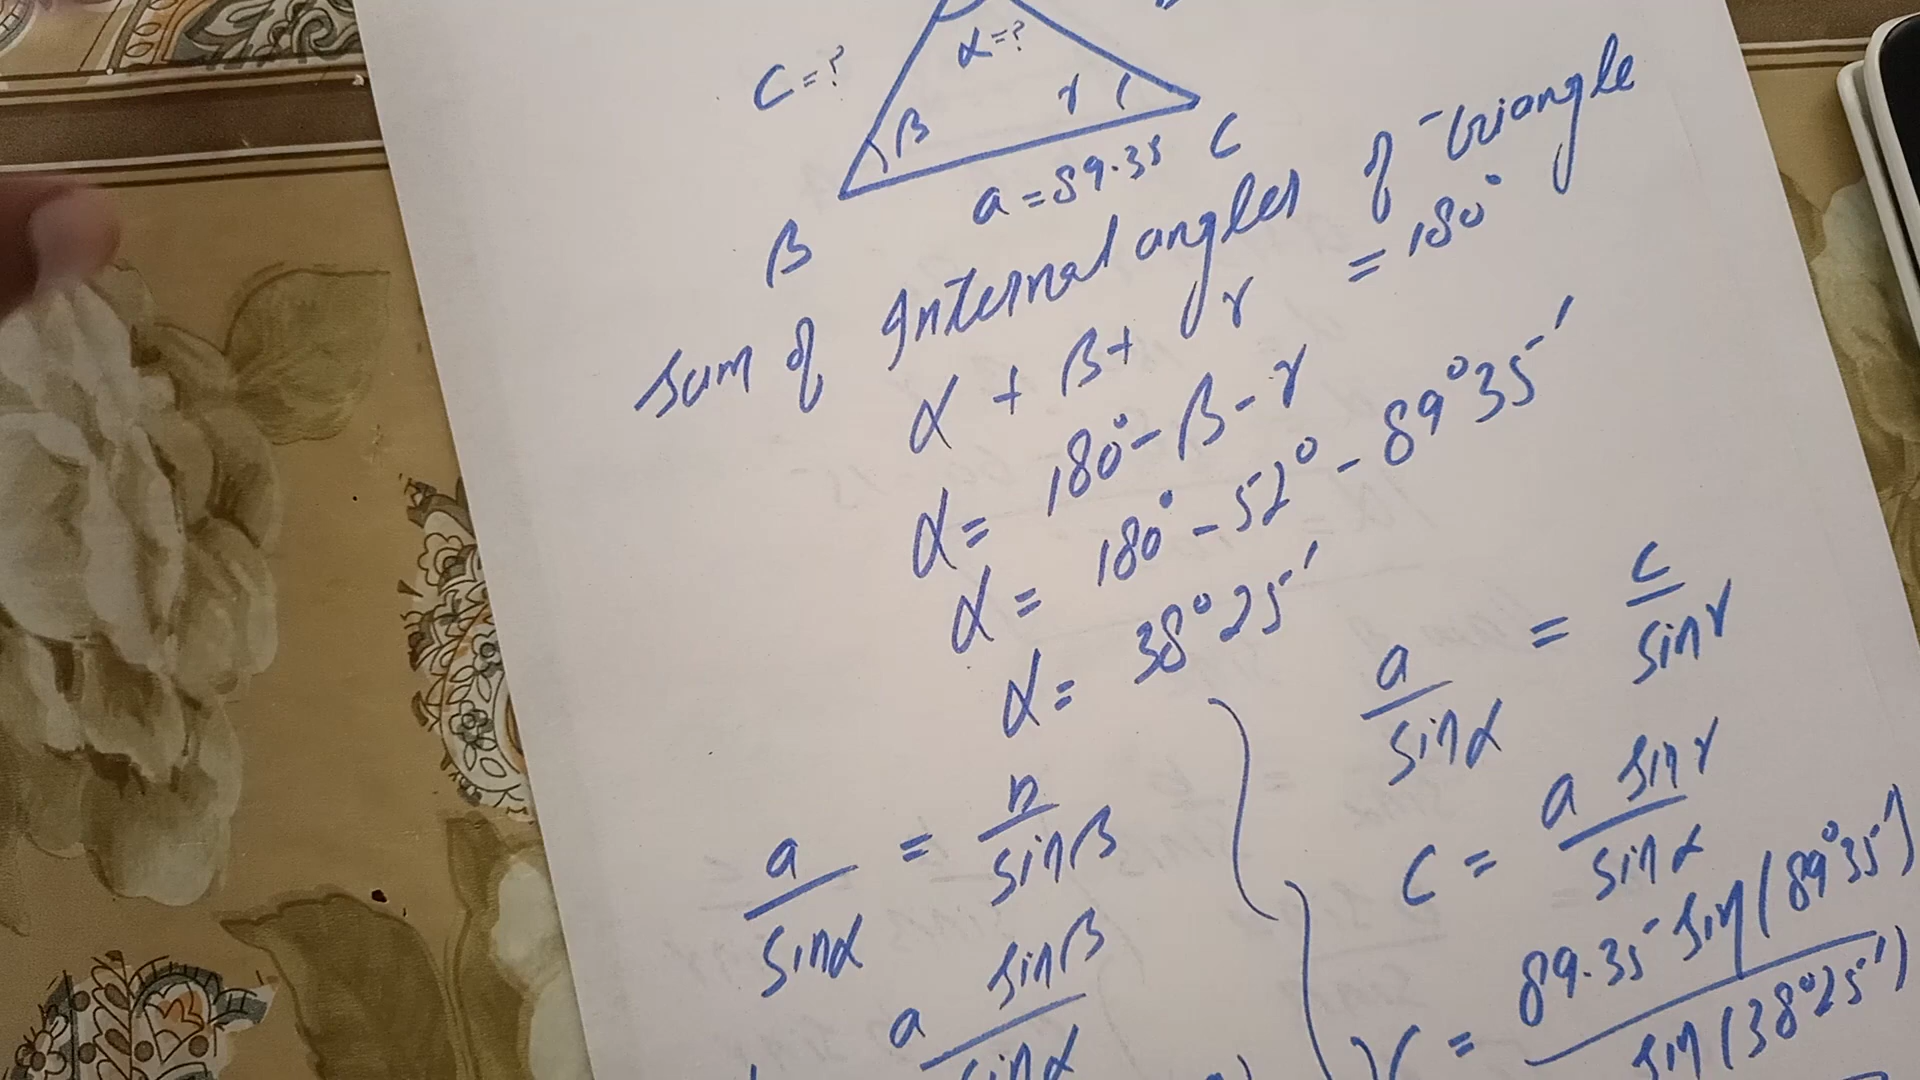 α=?
C=?
γ
β
a=89.35
C
B
Sum of Internal angles of triangle
α + β + γ = 180°
α = 180° - β - γ
α = 180° - 52° - 89°35'
α = 38°25'
a/sinα = b/sinβ
a sinβ/sinα
a/sinα = c/sinγ
C = a sinγ/sinα
C = 89.35 sin(89°35')/sin(38°25')